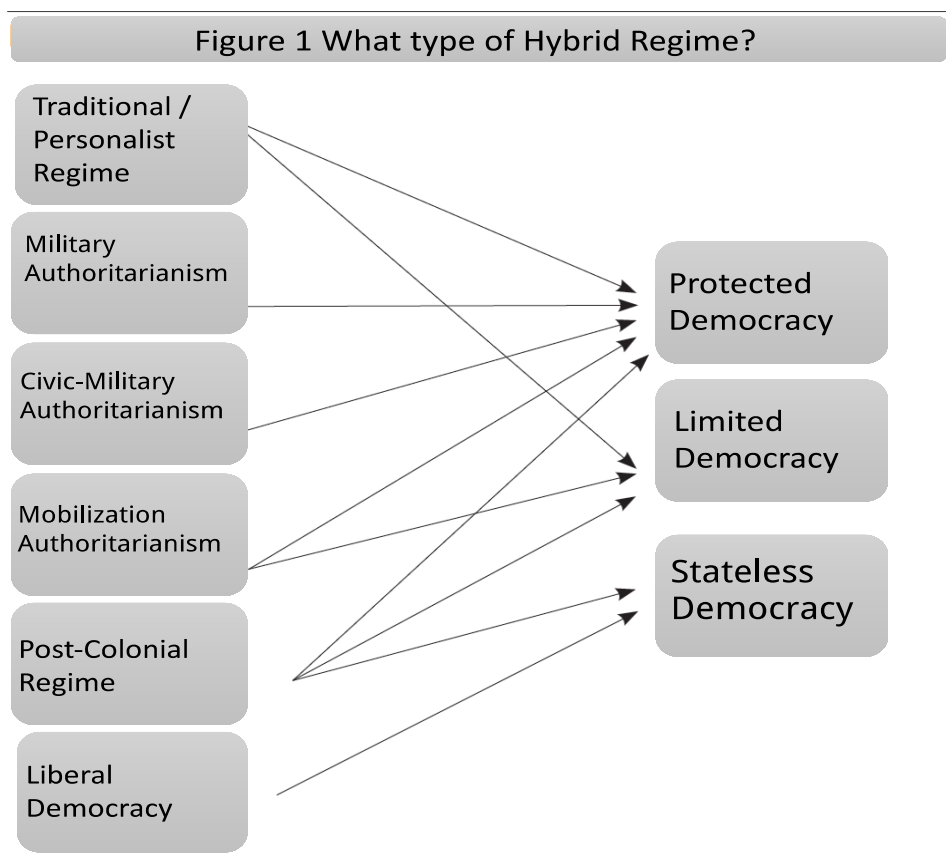 Figure 1 What type of Hybrid Regime?
Traditional /
Personalist
Regime
Military
Authoritarianism
Civic-Military
Authoritarianism
Mobilization
Authoritarianism
Post-Colonial
Regime
Liberal
Democracy
Protected
Democracy
Limited
Democracy
Stateless
Democracy